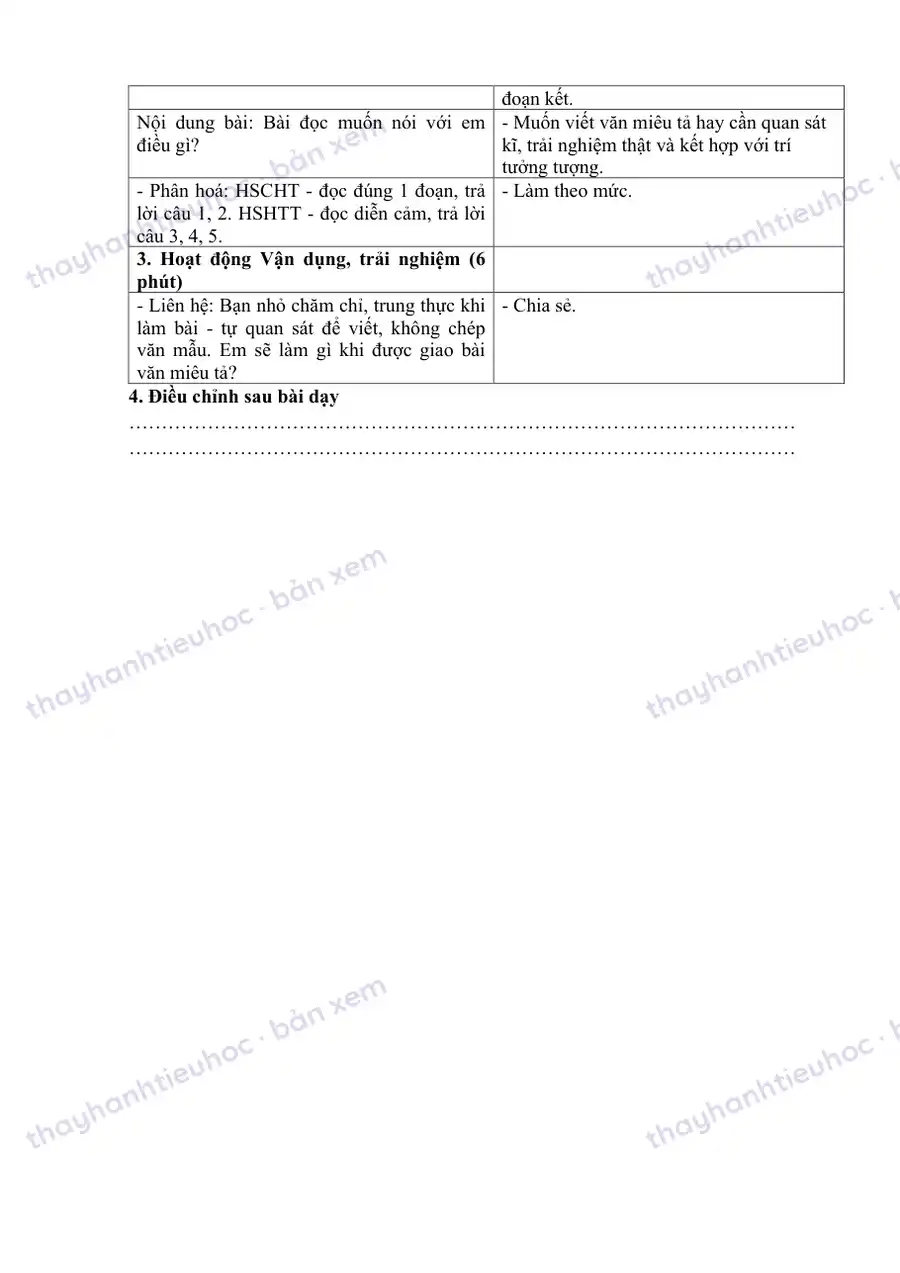 đoạn kết.
Nội dung bài: Bài đọc muốn nói với em
điều gì?
- Muốn viết văn miêu tả hay cần quan sát
kĩ, trải nghiệm thật và kết hợp với trí
tưởng tượng.
- Phân hoá: HSCHT - đọc đúng 1 đoạn, trả
lời câu 1, 2. HSHTT - đọc diễn cảm, trả lời
câu 3, 4, 5.
- Làm theo mức.
3. Hoạt động Vận dụng, trải nghiệm (6
phút)
- Liên hệ: Bạn nhỏ chăm chỉ, trung thực khi
làm bài - tự quan sát để viết, không chép
văn mẫu. Em sẽ làm gì khi được giao bài
văn miêu tả?
- Chia sẻ.
4. Điều chỉnh sau bài dạy
…………………………………………………………………………………………
…………………………………………………………………………………………
thayhanhtieuhoc · bản xem
thayhanhtieuhoc · b
thayhanhtieuhoc · bản xem
thayhanhtieuhoc · b
thayhanhtieuhoc · bản xem
thayhanhtieuhoc · b